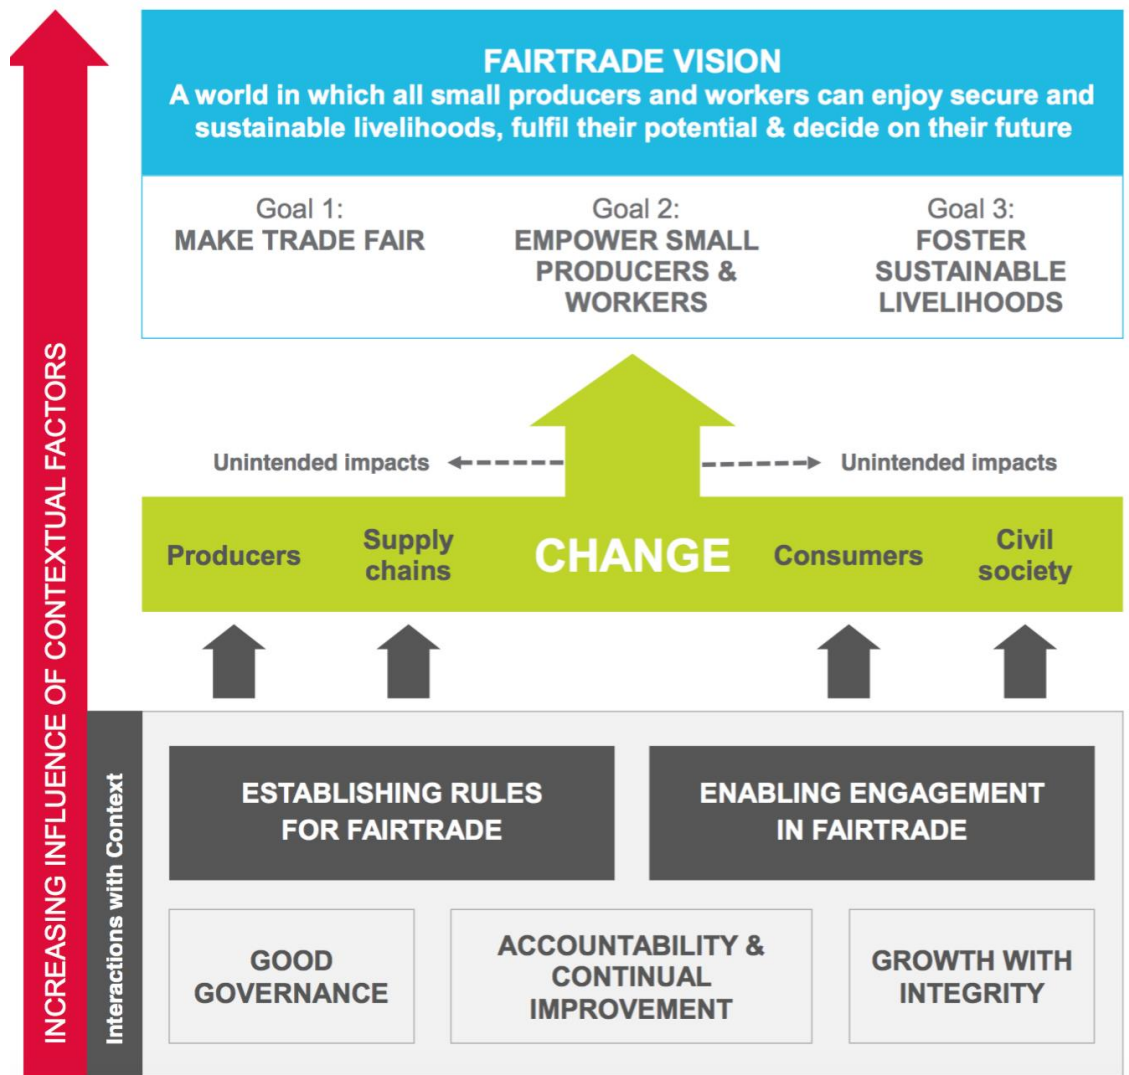 FAIRTRADE VISION
A world in which all small producers and workers can enjoy secure and
sustainable livelihoods, fulfil their potential & decide on their future
Goal 1:
MAKE TRADE FAIR
Goal 2:
EMPOWER SMALL
PRODUCERS &
WORKERS
Goal 3:
FOSTER
SUSTAINABLE
LIVELIHOODS
INCREASING INFLUENCE OF CONTEXTUAL FACTORS
Unintended impacts
Unintended impacts
Producers
Supply
chains
CHANGE
Consumers
Civil
society
Interactions with Context
ESTABLISHING RULES
FOR FAIRTRADE
ENABLING ENGAGEMENT
IN FAIRTRADE
GOOD
GOVERNANCE
ACCOUNTABILITY &
CONTINUAL
IMPROVEMENT
GROWTH WITH
INTEGRITY